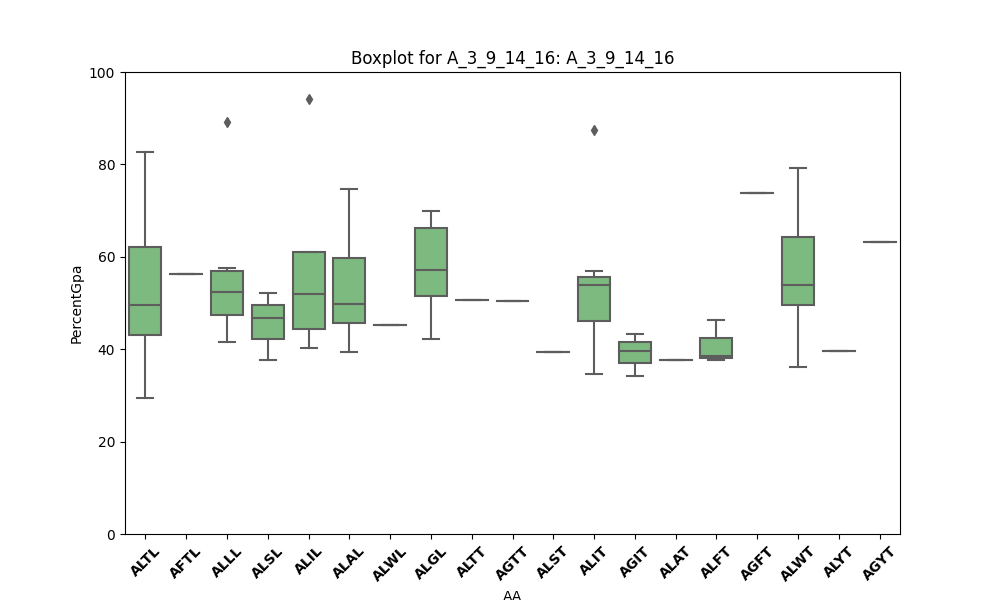 Boxplot for A_3_9_14_16: A_3_9_14_16
100
80
60
40
20
0
PercentGpa
ALTL AFTL ALLL ALSL ALIL ALAL ALWL ALGL ALTT AGTT ALST ALIT AGIT ALAT ALFT AGFT ALWT ALYT AGYT
AA